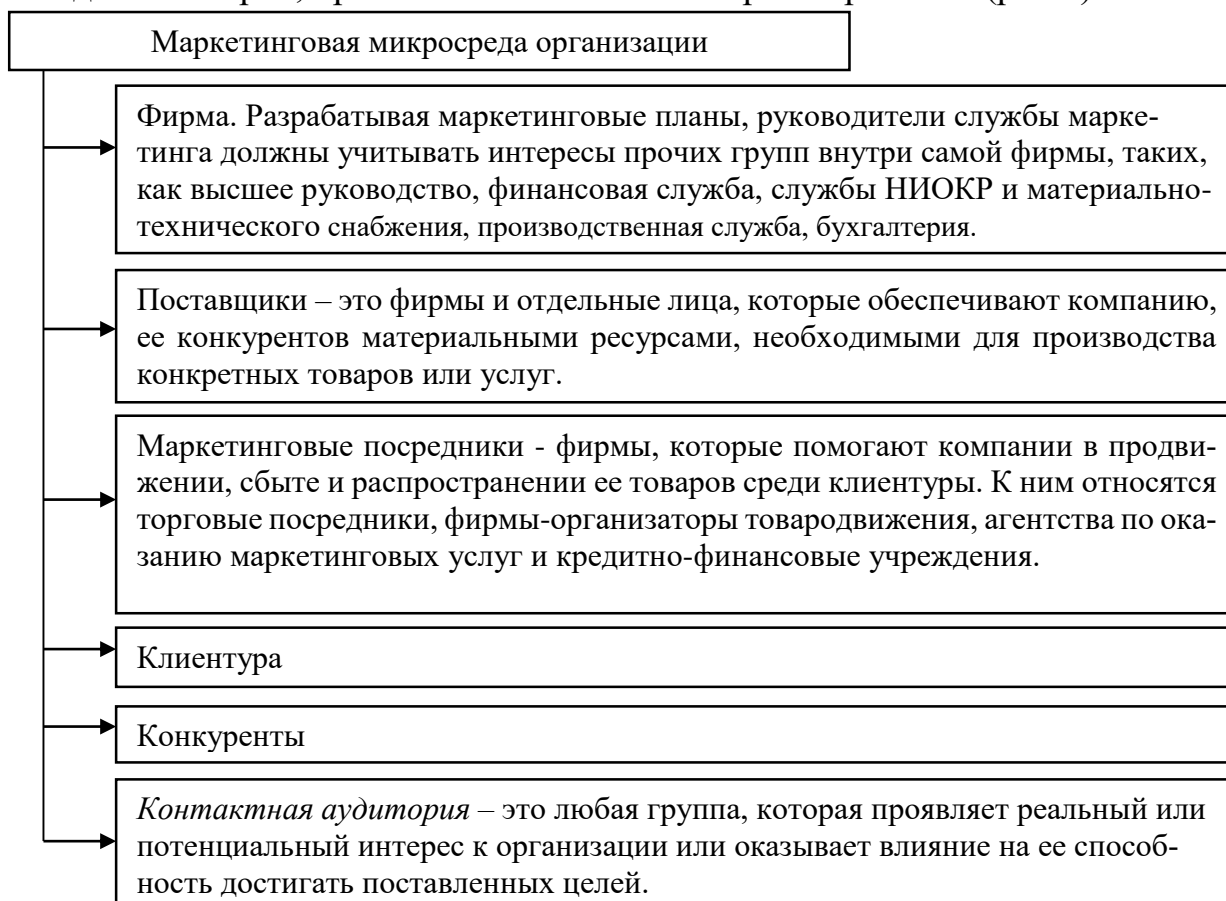 Маркетинговая микросреда организации
Фирма. Разрабатывая маркетинговые планы, руководители службы марке-
тинга должны учитывать интересы прочих групп внутри самой фирмы, таких,
как высшее руководство, финансовая служба, службы НИОКР и материально-
технического снабжения, производственная служба, бухгалтерия.
Поставщики – это фирмы и отдельные лица, которые обеспечивают компанию,
ее конкурентов материальными ресурсами, необходимыми для производства
конкретных товаров или услуг.
Маркетинговые посредники - фирмы, которые помогают компании в продви-
жении, сбыте и распространении ее товаров среди клиентуры. К ним относятся
торговые посредники, фирмы-организаторы товародвижения, агентства по ока-
занию маркетинговых услуг и кредитно-финансовые учреждения.
Клиентура
Конкуренты
Контактная аудитория – это любая группа, которая проявляет реальный или
потенциальный интерес к организации или оказывает влияние на ее способ-
ность достигать поставленных целей.